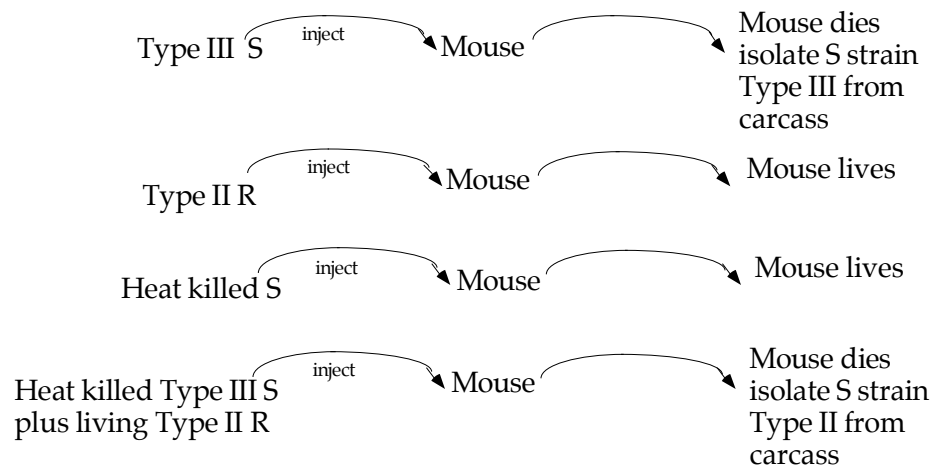 Type III S
inject
Mouse
Mouse dies
isolate S strain
Type III from
carcass
Type II R
inject
Mouse
Mouse lives
Heat killed S
inject
Mouse
Mouse lives
Heat killed Type III S
plus living Type II R
inject
Mouse
Mouse dies
isolate S strain
Type II from
carcass